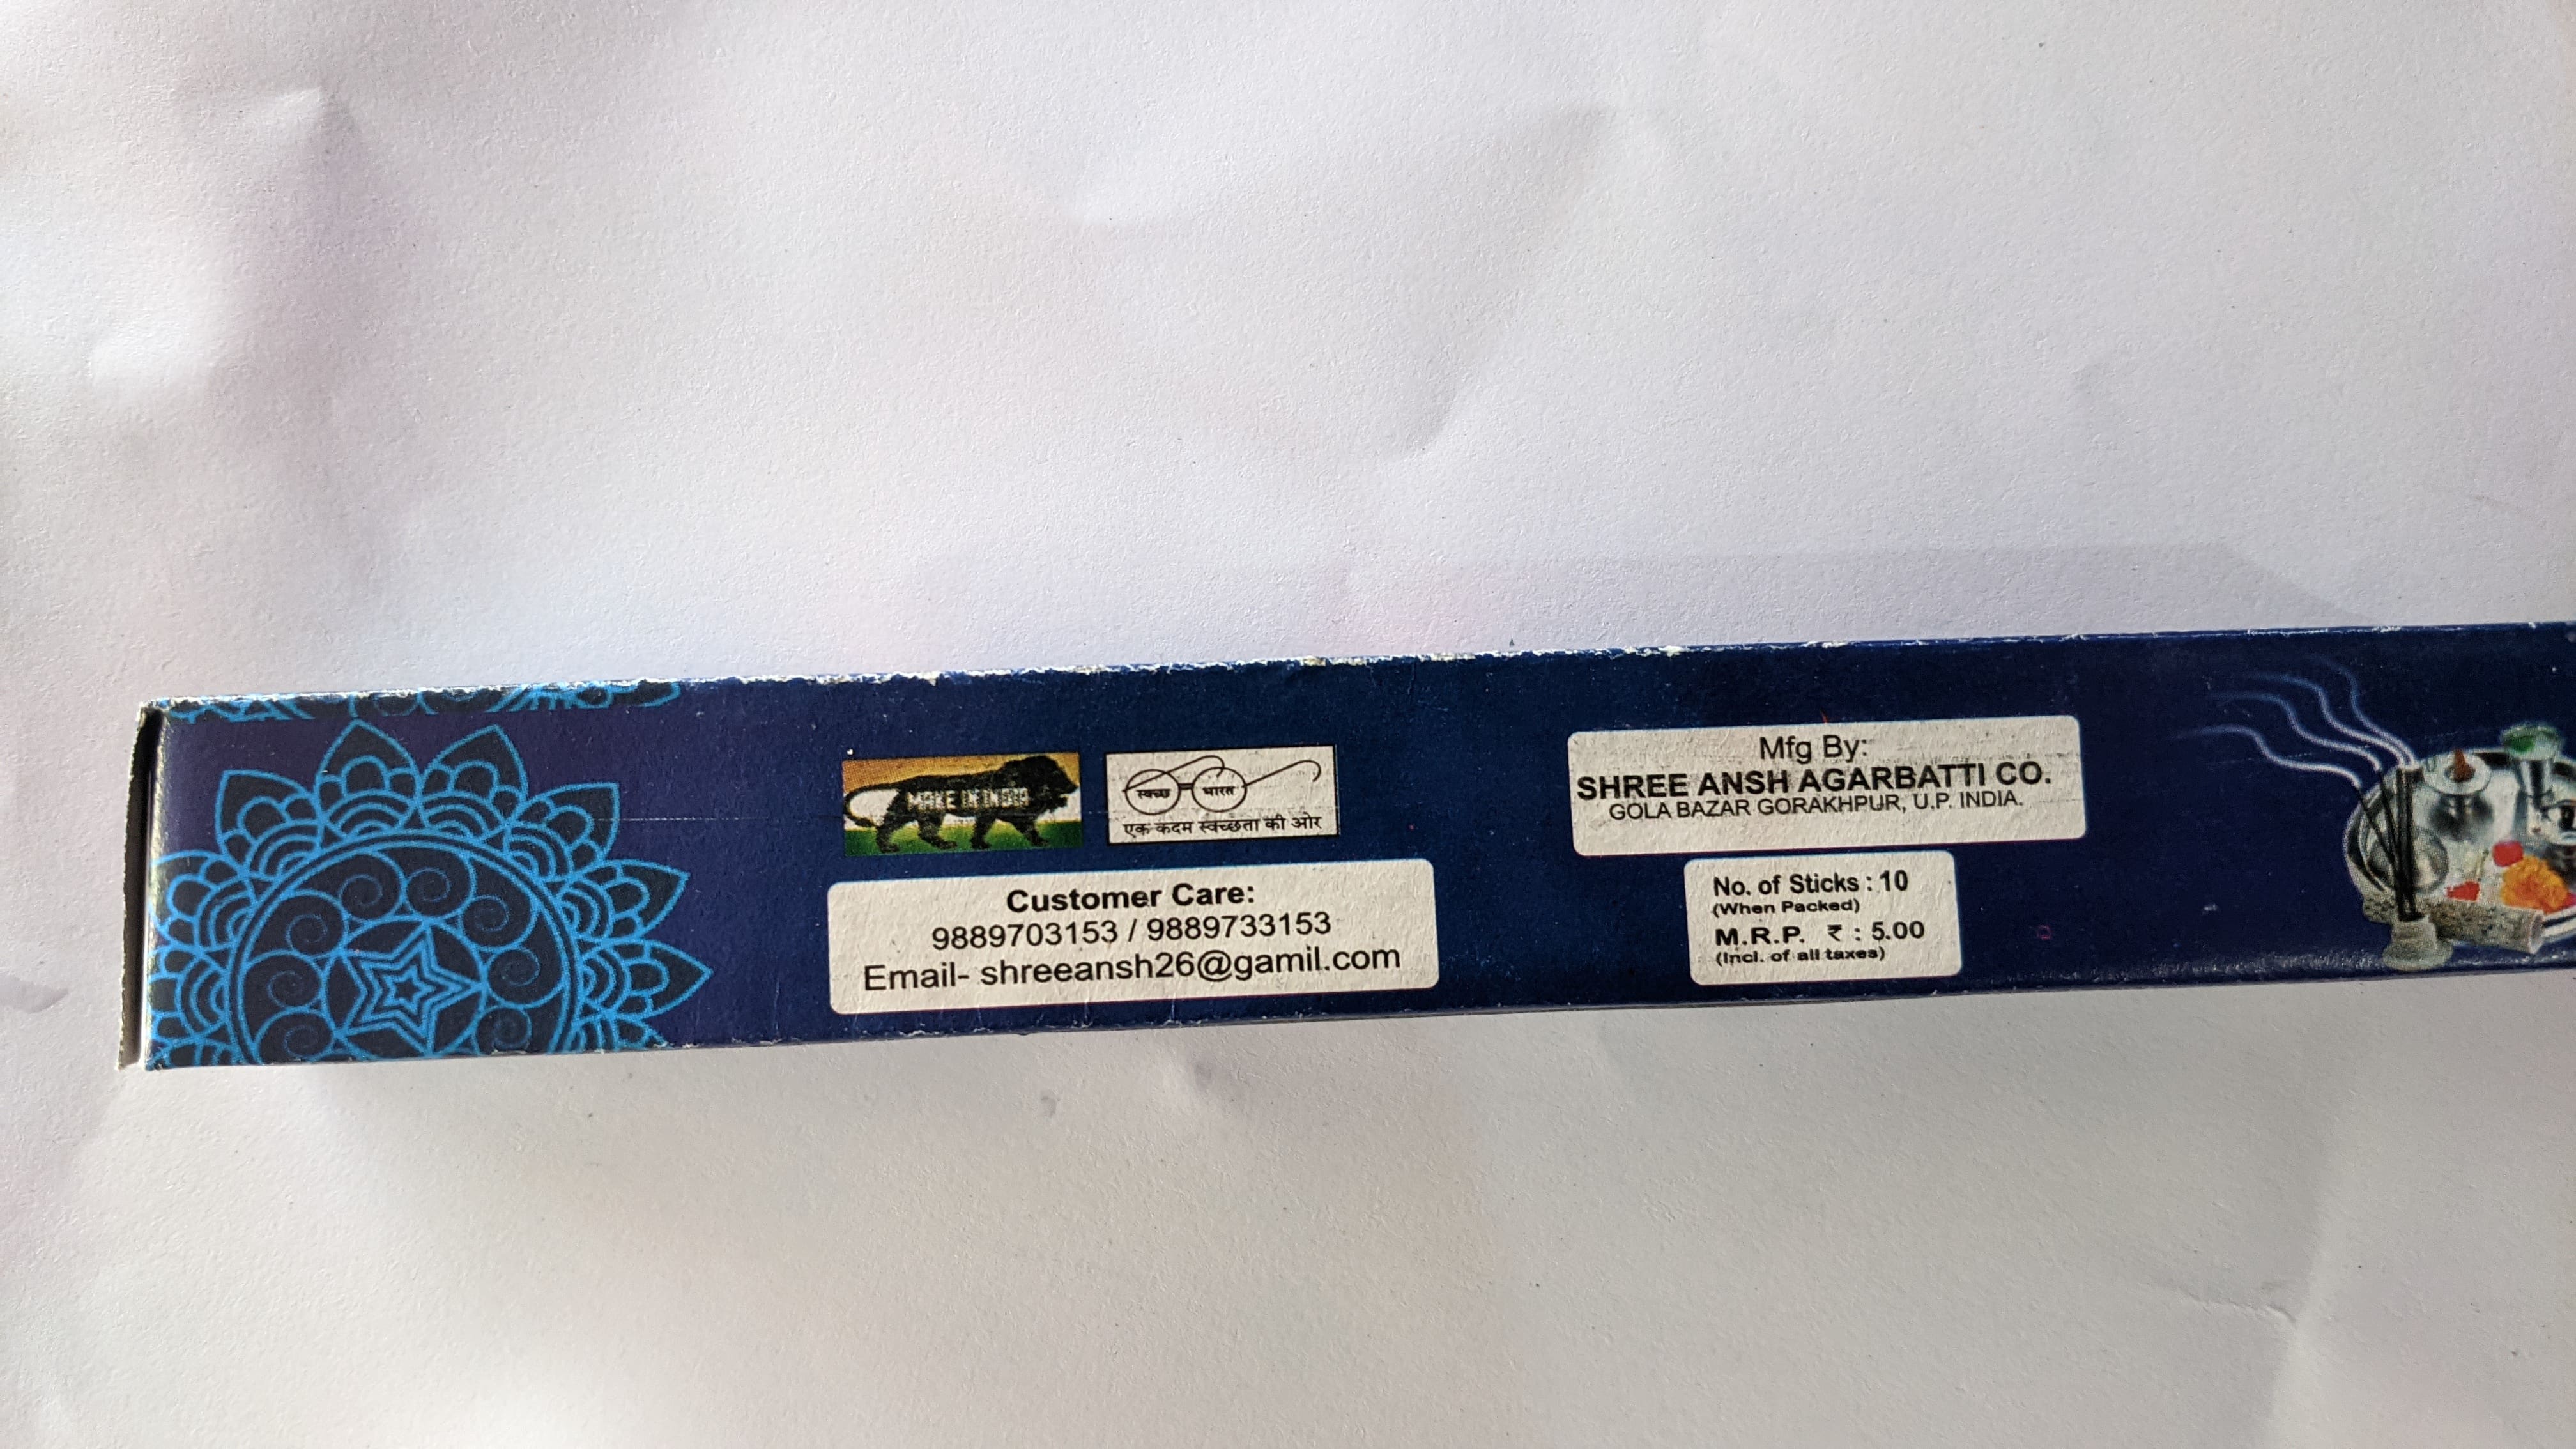 MAKE IN INDIA
स्वच्छ भारत
एक कदम स्वच्छता की ओर
Customer Care:
9889703153 / 9889733153
Email- shreeansh26@gamil.com
Mfg By:
SHREE ANSH AGARBATTI CO.
GOLA BAZAR GORAKHPUR, U.P. INDIA.
No. of Sticks : 10
(When Packed)
M.R.P. ₹ : 5.00
(Incl. of all taxes)